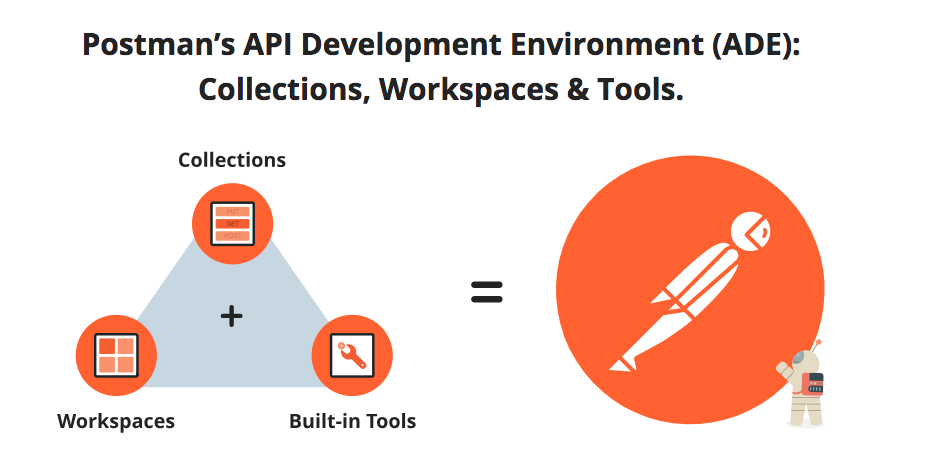 Postman’s API Development Environment (ADE):
Collections, Workspaces & Tools.
Collections
PUT
GET
POST
+
=
Workspaces
Built-in Tools